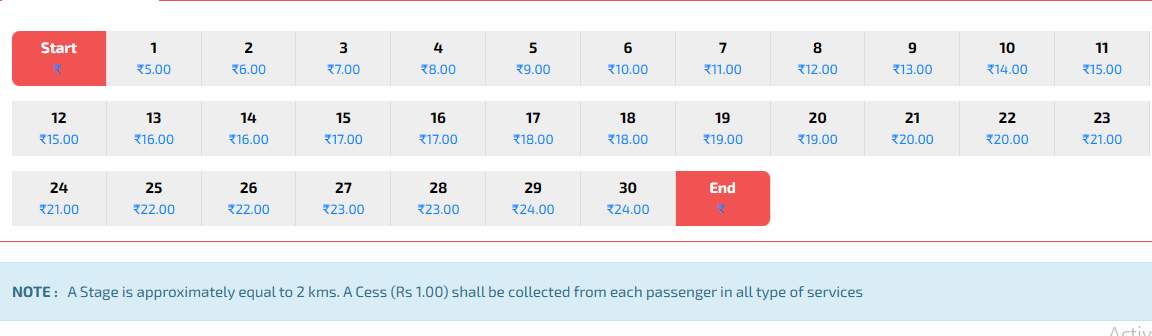 Start 1 2 3 4 5 6 7 8 9 10 11
₹ ₹5.00 ₹6.00 ₹7.00 ₹8.00 ₹9.00 ₹10.00 ₹11.00 ₹12.00 ₹13.00 ₹14.00 ₹15.00
12 13 14 15 16 17 18 19 20 21 22 23
₹15.00 ₹16.00 ₹16.00 ₹17.00 ₹17.00 ₹18.00 ₹18.00 ₹19.00 ₹19.00 ₹20.00 ₹20.00 ₹21.00
24 25 26 27 28 29 30 End
₹21.00 ₹22.00 ₹22.00 ₹23.00 ₹23.00 ₹24.00 ₹24.00 ₹
NOTE : A Stage is approximately equal to 2 kms. A Cess (Rs 1.00) shall be collected from each passenger in all type of services